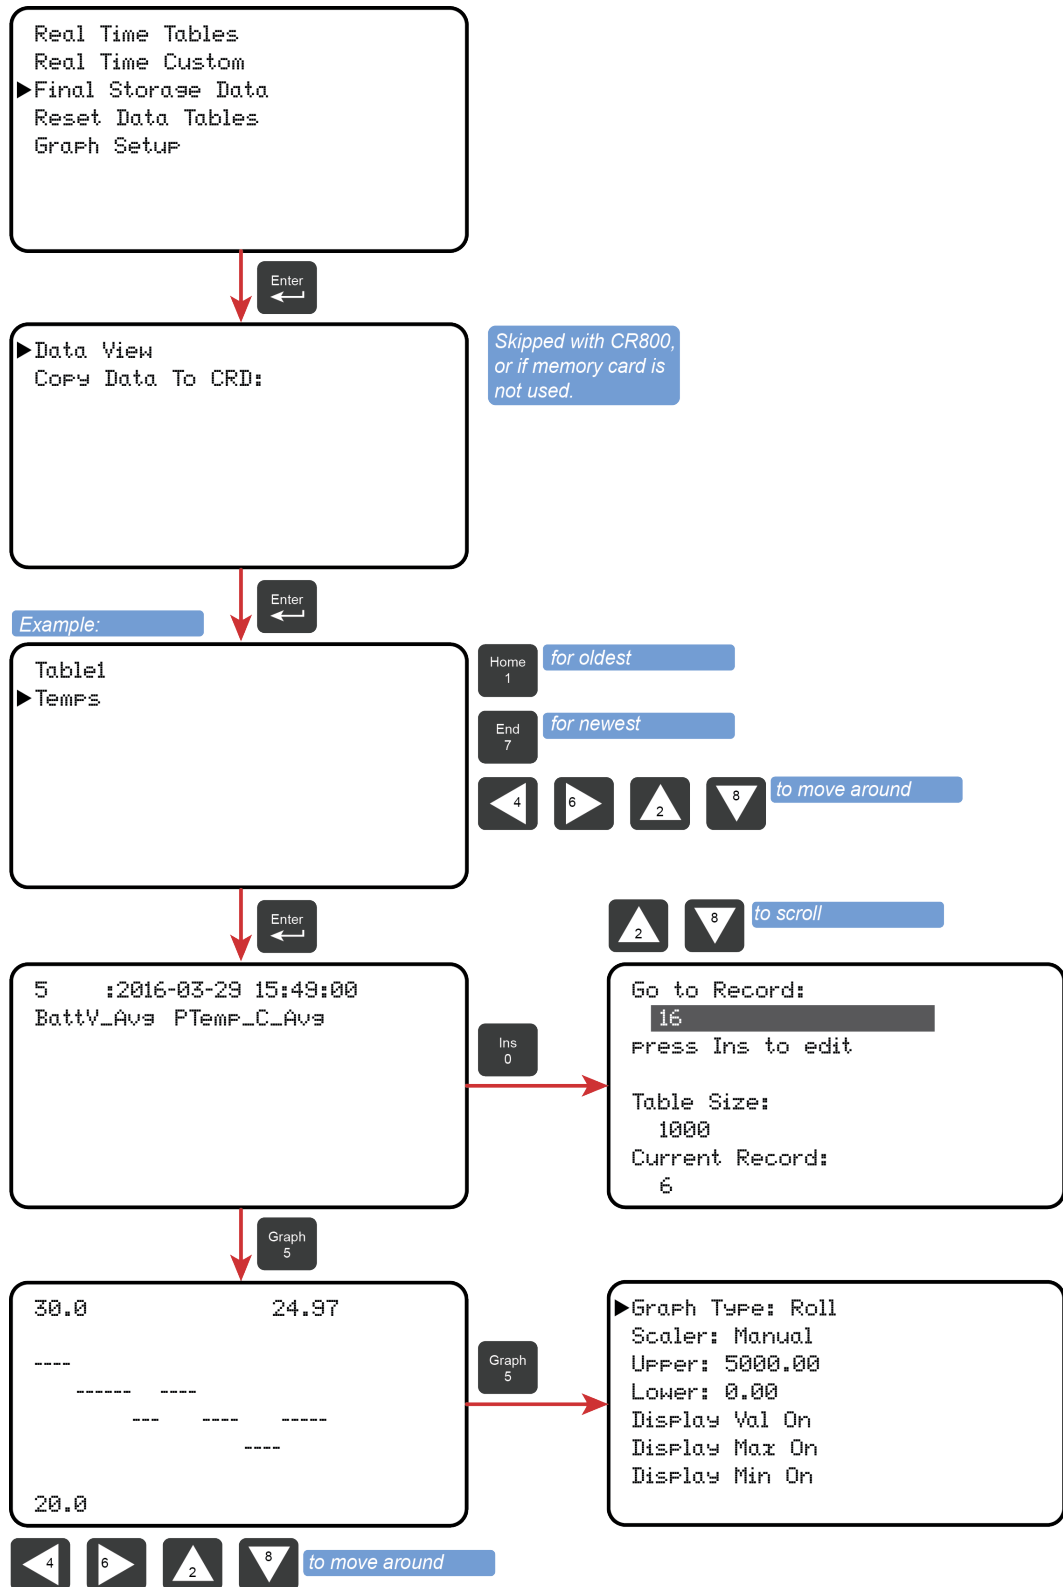 Real Time Tables
Real Time Custom
Final Storage Data
Reset Data Tables
Graph Setup
Enter
Data View
Copy Data To CRD:
Skipped with CR800,
or if memory card is
not used.
Enter
Example:
Table1
Temps
Home
1
for oldest
End
7
for newest
4 6 2 8 to move around
Enter
2 8 to scroll
5 :2016-03-29 15:49:00
BattV_Avg PTemp_C_Avg
Ins
0
Go to Record:
16
press Ins to edit
Table Size:
1000
Current Record:
6
Graph
5
30.0 24.97
20.0
Graph
5
Graph Type: Roll
Scaler: Manual
Upper: 5000.00
Lower: 0.00
Display Val On
Display Max On
Display Min On
4 6 2 8 to move around